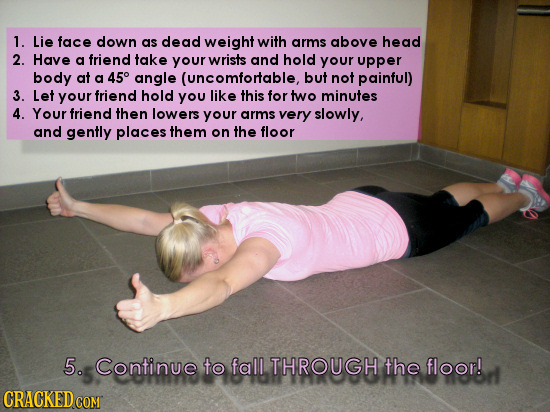 1. Lie face down as dead weight with arms above head
2. Have a friend take your wrists and hold your upper
body at a 45° angle (uncomfortable, but not painful)
3. Let your friend hold you like this for two minutes
4. Your friend then lowers your arms very slowly,
and gently places them on the floor
5. Continue to fall THROUGH the floor!
CRACKED.COM